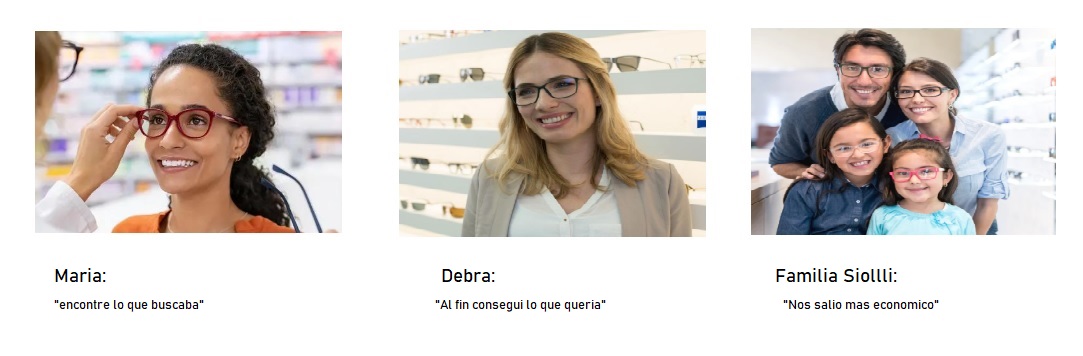 Maria:
"encontre lo que buscaba"
Debra:
"Al fin consegui lo que queria"
Familia Siollli:
"Nos salio mas economico"